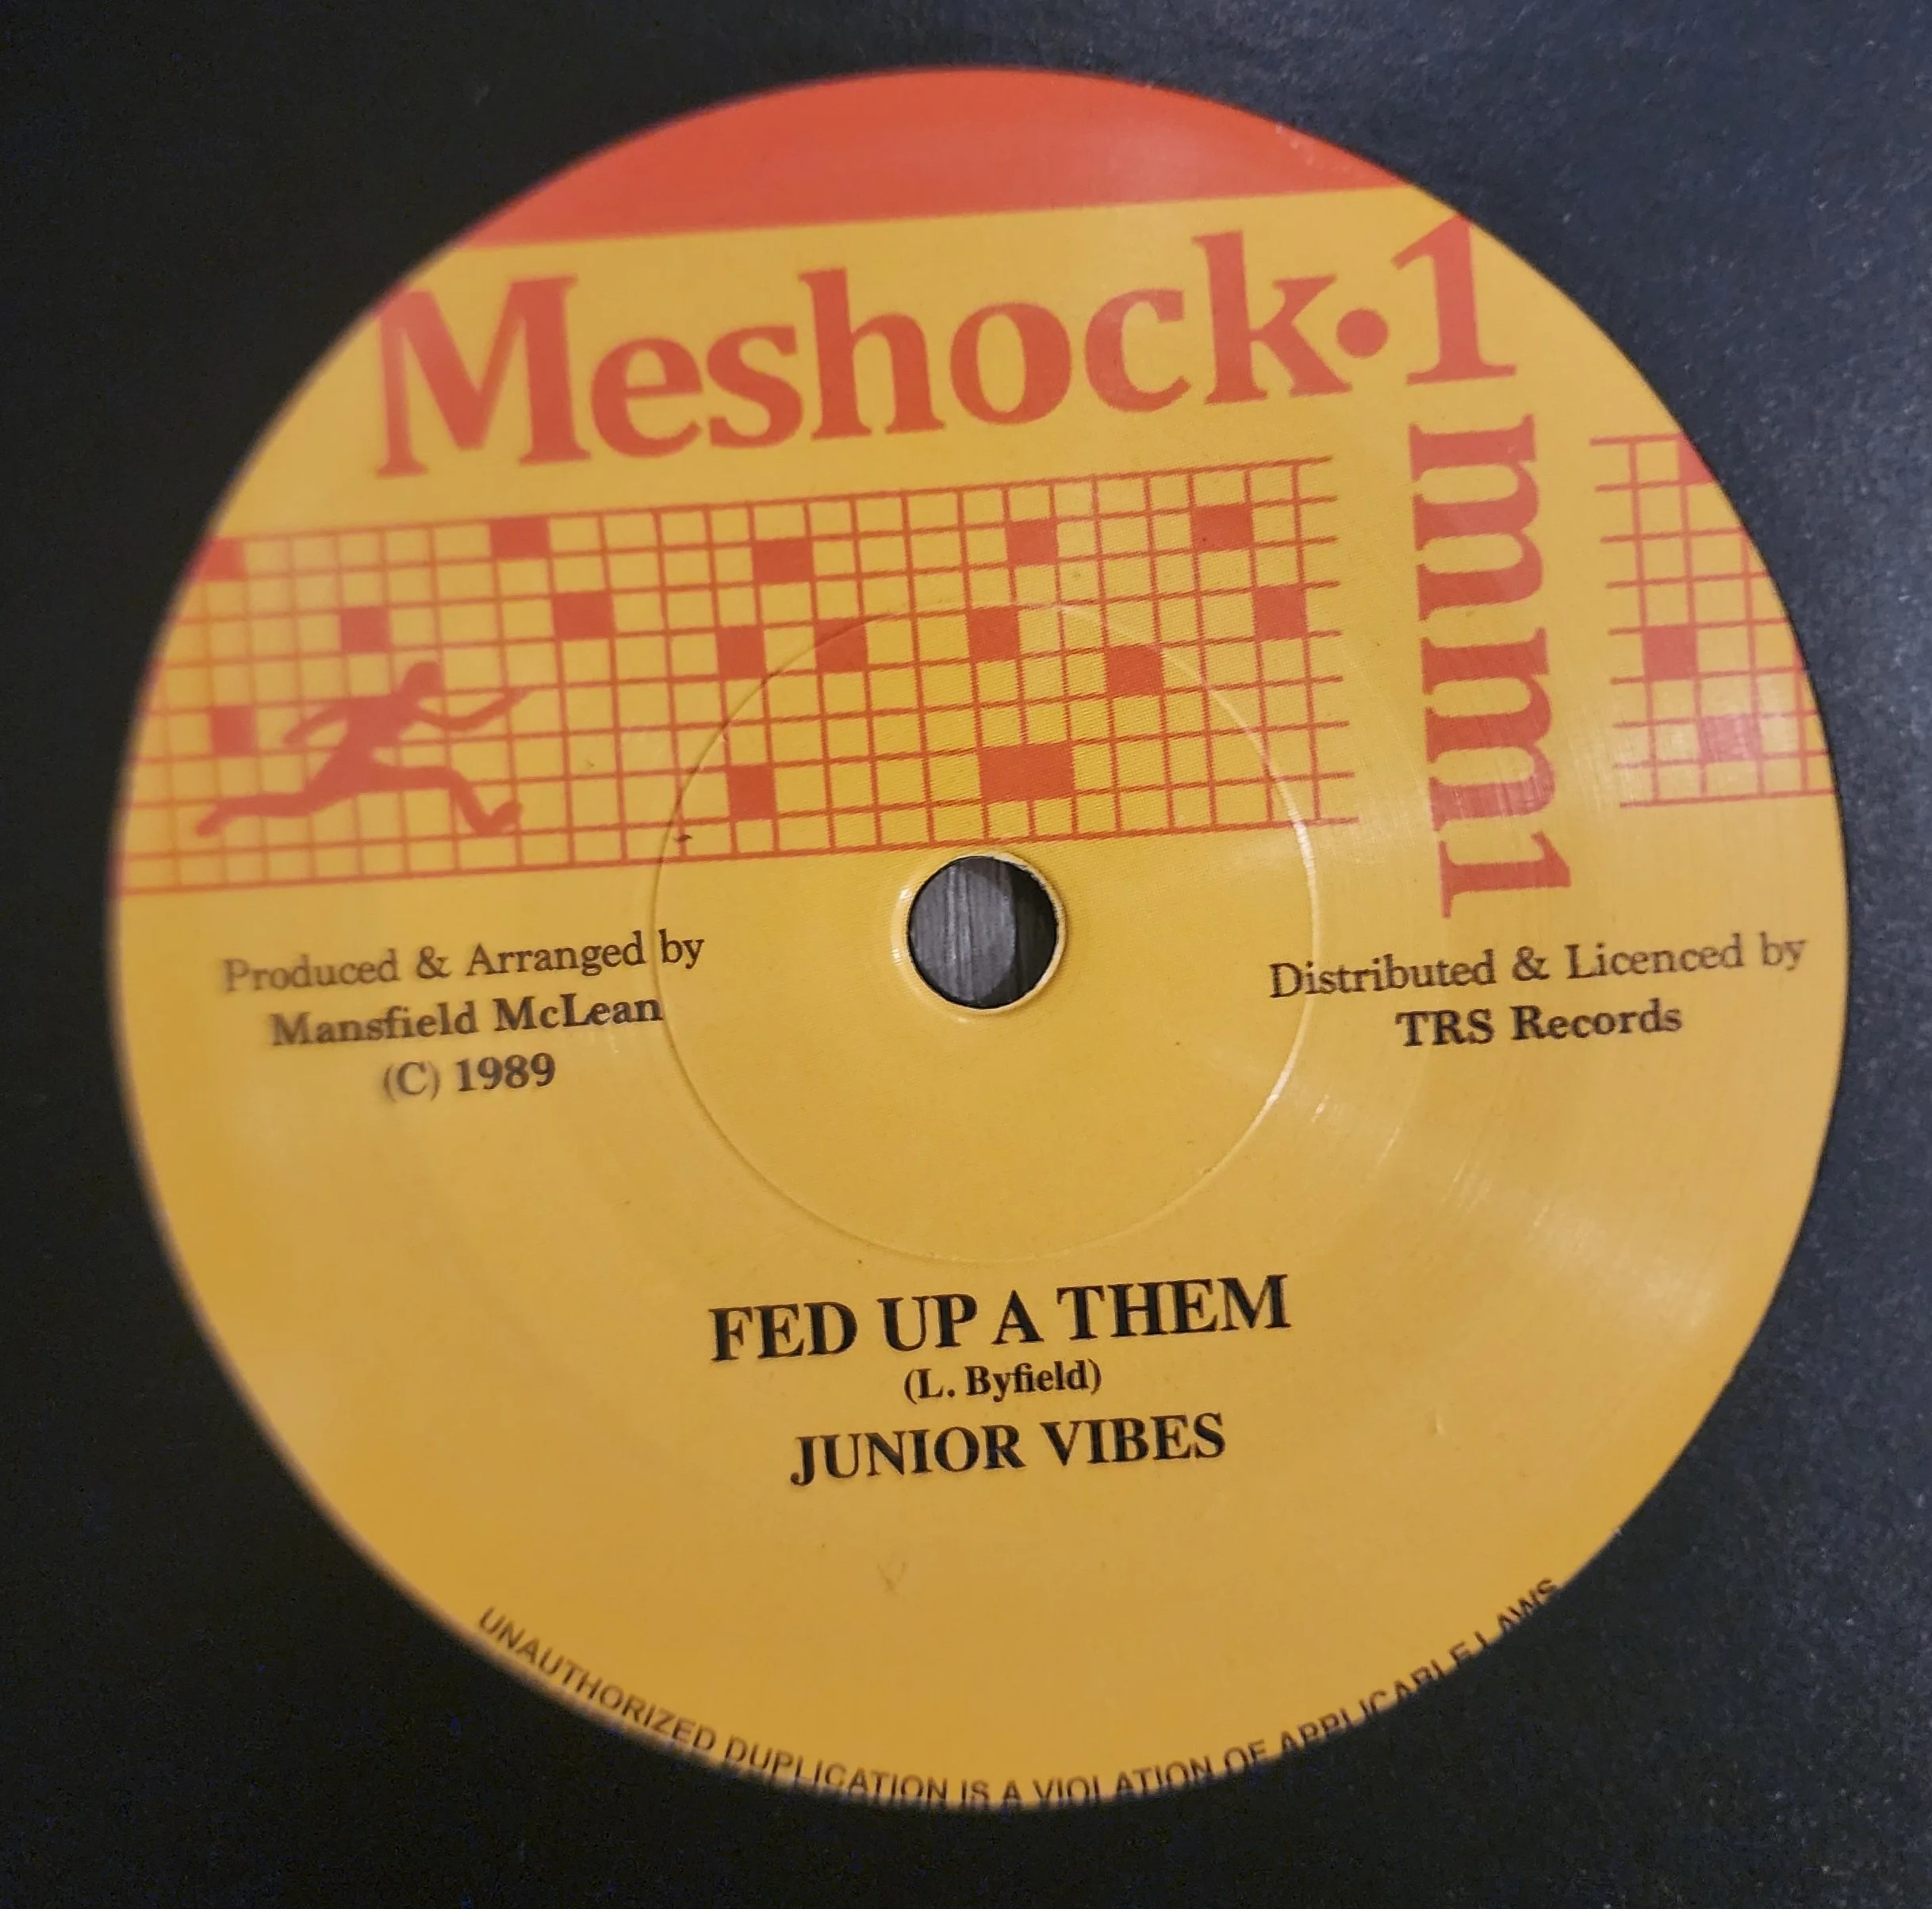 Meshock•1
mm1
Produced & Arranged by
Mansfield McLean
(C) 1989
Distributed & Licenced by
TRS Records
FED UP A THEM
(L. Byfield)
JUNIOR VIBES
UNAUTHORIZED DUPLICATION IS A VIOLATION OF APPLICABLE LAWS